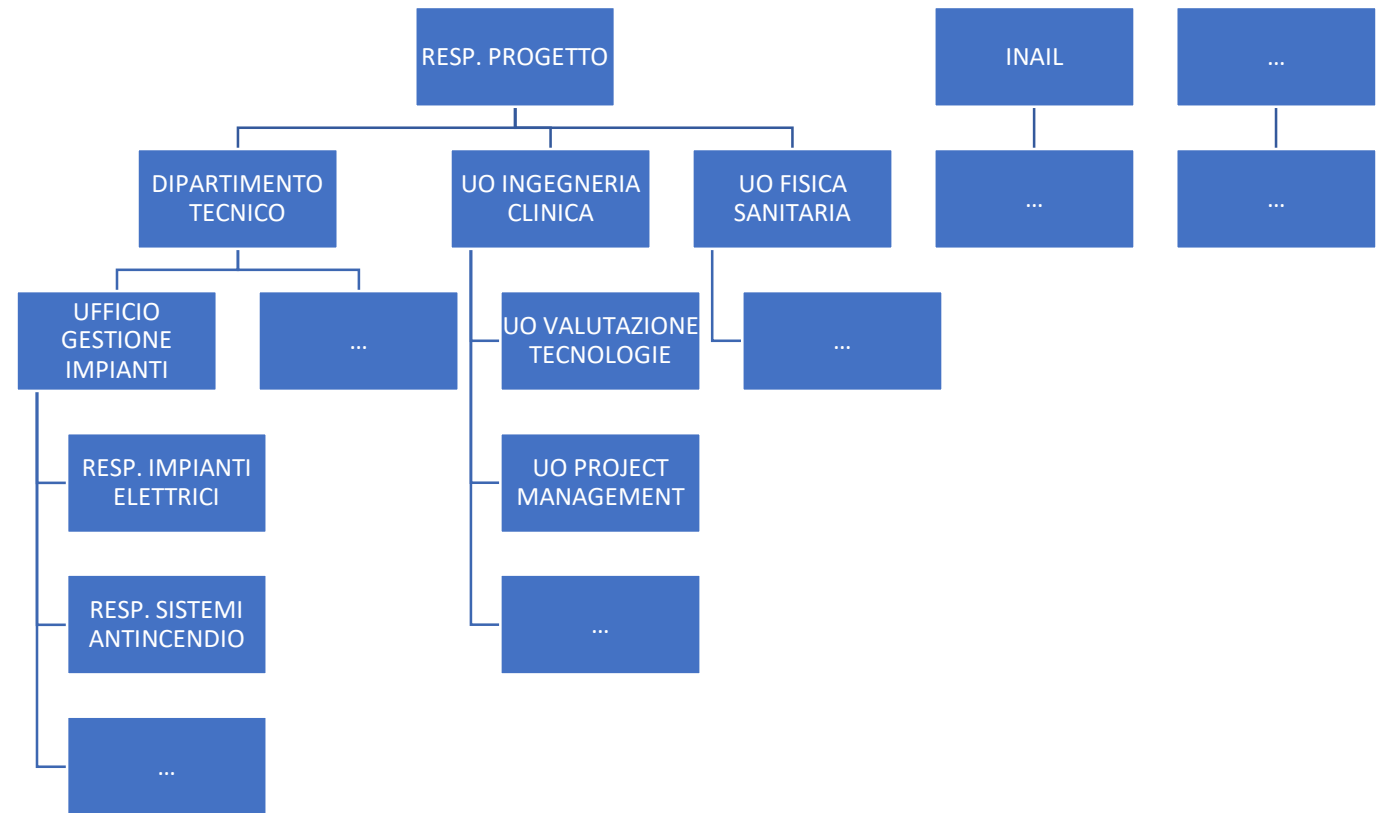 RESP. PROGETTO
INAIL
...
DIPARTIMENTO
TECNICO
UO INGEGNERIA
CLINICA
UO FISICA
SANITARIA
...
...
UFFICIO
GESTIONE
IMPIANTI
...
UO VALUTAZIONE
TECNOLOGIE
...
RESP. IMPIANTI
ELETTRICI
UO PROJECT
MANAGEMENT
RESP. SISTEMI
ANTINCENDIO
...
...